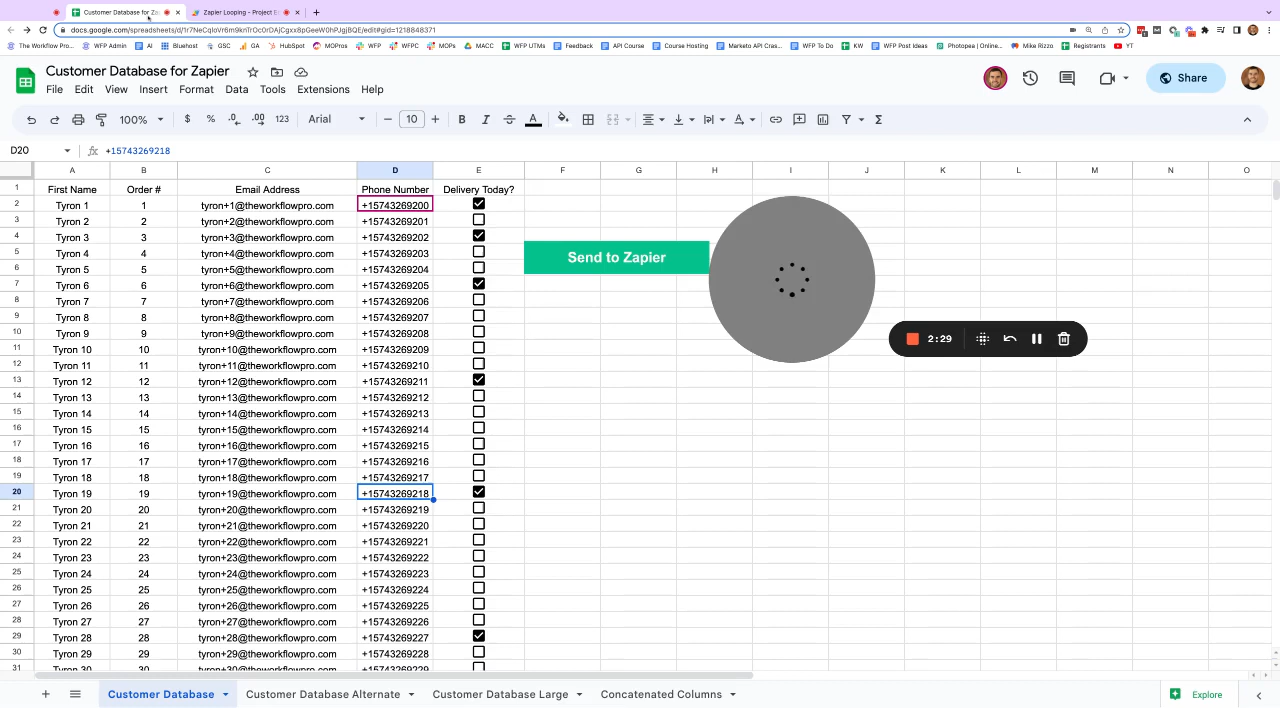 Customer Database for Za
Zapier Looping - Project E
docs.google.com/spreadsheets/d/1r7NeCqIoVr6m9knTrOc0rDAjCgxx8pGeeW0hPJgjBQE/edit#gid=1218848371
The Workflow Pro... WFP Admin AI Bluehost GSC GA HubSpot MOPros WFP WFPC MOPs MACC WFP UTMs Feedback API Course Course Hosting Marketo API Cras... WFP To Do KW WFP Post Ideas Photopea | Online... Mike Rizzo Registrants YT
Customer Database for Zapier
File Edit View Insert Format Data Tools Extensions Help
Share
100% $ % .0 .00 123 Arial 10 B I S A
D20 fx +15743269218
A B C D E F G H I J K L M N O
1 First Name Order # Email Address Phone Number Delivery Today?
2 Tyron 1 1 tyron+1@theworkflowpro.com +15743269200
3 Tyron 2 2 tyron+2@theworkflowpro.com +15743269201
4 Tyron 3 3 tyron+3@theworkflowpro.com +15743269202
5 Tyron 4 4 tyron+4@theworkflowpro.com +15743269203
Send to Zapier
6 Tyron 5 5 tyron+5@theworkflowpro.com +15743269204
7 Tyron 6 6 tyron+6@theworkflowpro.com +15743269205
8 Tyron 7 7 tyron+7@theworkflowpro.com +15743269206
9 Tyron 8 8 tyron+8@theworkflowpro.com +15743269207
10 Tyron 9 9 tyron+9@theworkflowpro.com +15743269208
2:29
11 Tyron 10 10 tyron+10@theworkflowpro.com +15743269209
12 Tyron 11 11 tyron+11@theworkflowpro.com +15743269210
13 Tyron 12 12 tyron+12@theworkflowpro.com +15743269211
14 Tyron 13 13 tyron+13@theworkflowpro.com +15743269212
15 Tyron 14 14 tyron+14@theworkflowpro.com +15743269213
16 Tyron 15 15 tyron+15@theworkflowpro.com +15743269214
17 Tyron 16 16 tyron+16@theworkflowpro.com +15743269215
18 Tyron 17 17 tyron+17@theworkflowpro.com +15743269216
19 Tyron 18 18 tyron+18@theworkflowpro.com +15743269217
20 Tyron 19 19 tyron+19@theworkflowpro.com +15743269218
21 Tyron 20 20 tyron+20@theworkflowpro.com +15743269219
22 Tyron 21 21 tyron+21@theworkflowpro.com +15743269220
23 Tyron 22 22 tyron+22@theworkflowpro.com +15743269221
24 Tyron 23 23 tyron+23@theworkflowpro.com +15743269222
25 Tyron 24 24 tyron+24@theworkflowpro.com +15743269223
26 Tyron 25 25 tyron+25@theworkflowpro.com +15743269224
27 Tyron 26 26 tyron+26@theworkflowpro.com +15743269225
28 Tyron 27 27 tyron+27@theworkflowpro.com +15743269226
29 Tyron 28 28 tyron+28@theworkflowpro.com +15743269227
30 Tyron 29 29 tyron+29@theworkflowpro.com +15743269228
31 Tyron 30 30 tyron+30@theworkflowpro.com +15743269229
Customer Database Customer Database Alternate Customer Database Large Concatenated Columns Explore